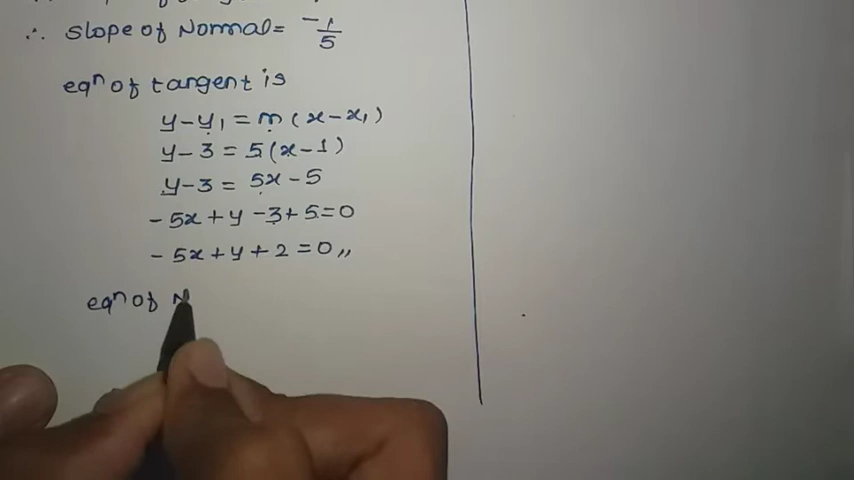 ∴ slope of Normal = -1/5
eqⁿ of tangent is
y - y₁ = m (x - x₁)
y - 3 = 5 (x - 1)
y - 3 = 5x - 5
- 5x + y - 3 + 5 = 0
- 5x + y + 2 = 0 ,,
eqⁿ of N